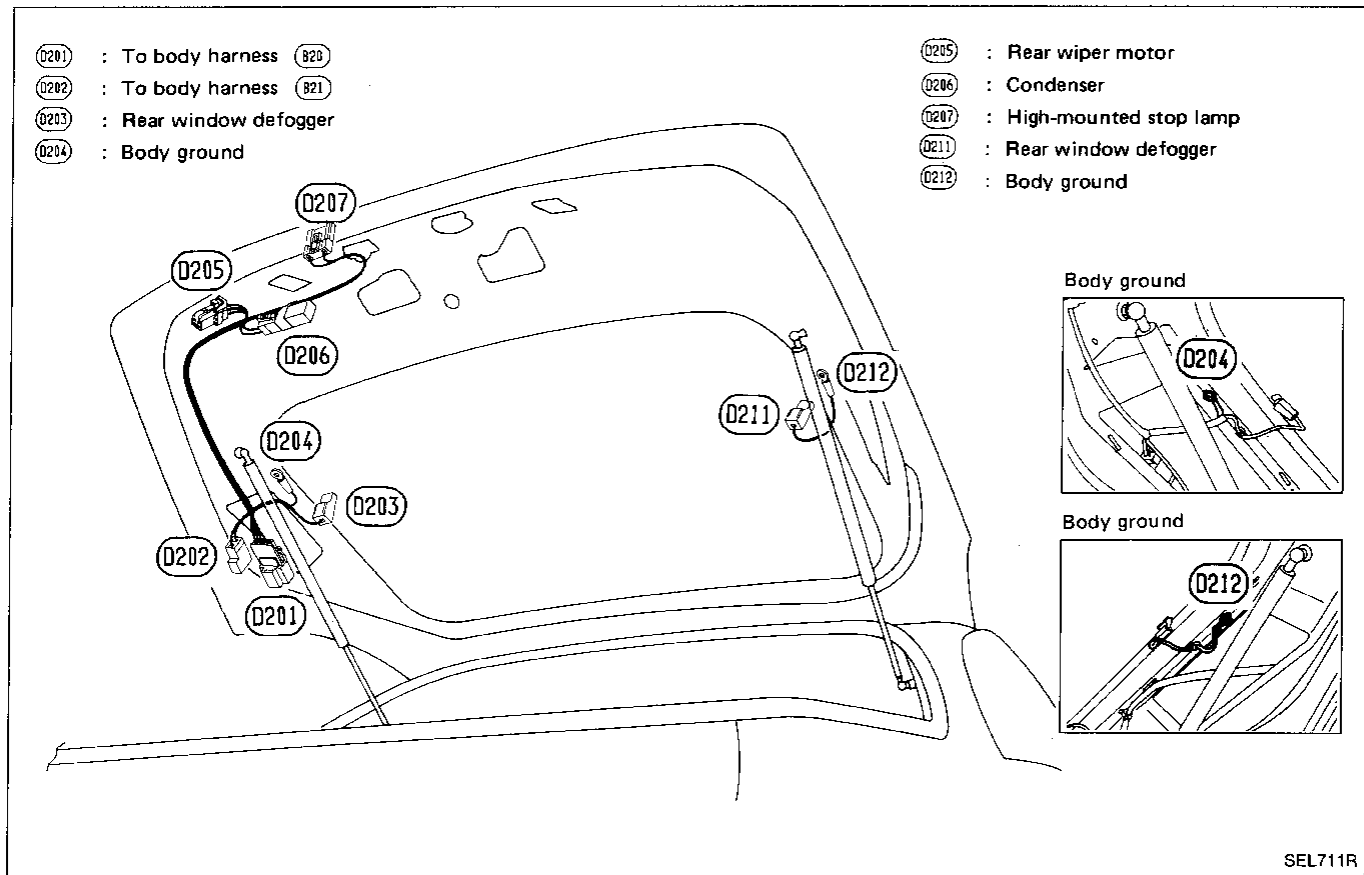 D201 : To body harness B20
D202 : To body harness B21
D203 : Rear window defogger
D204 : Body ground
D205 : Rear wiper motor
D206 : Condenser
D207 : High-mounted stop lamp
D211 : Rear window defogger
D212 : Body ground
D207
D205
D206
D204
D203
D202
D201
D212
D211
Body ground
D204
Body ground
D212
SEL711R